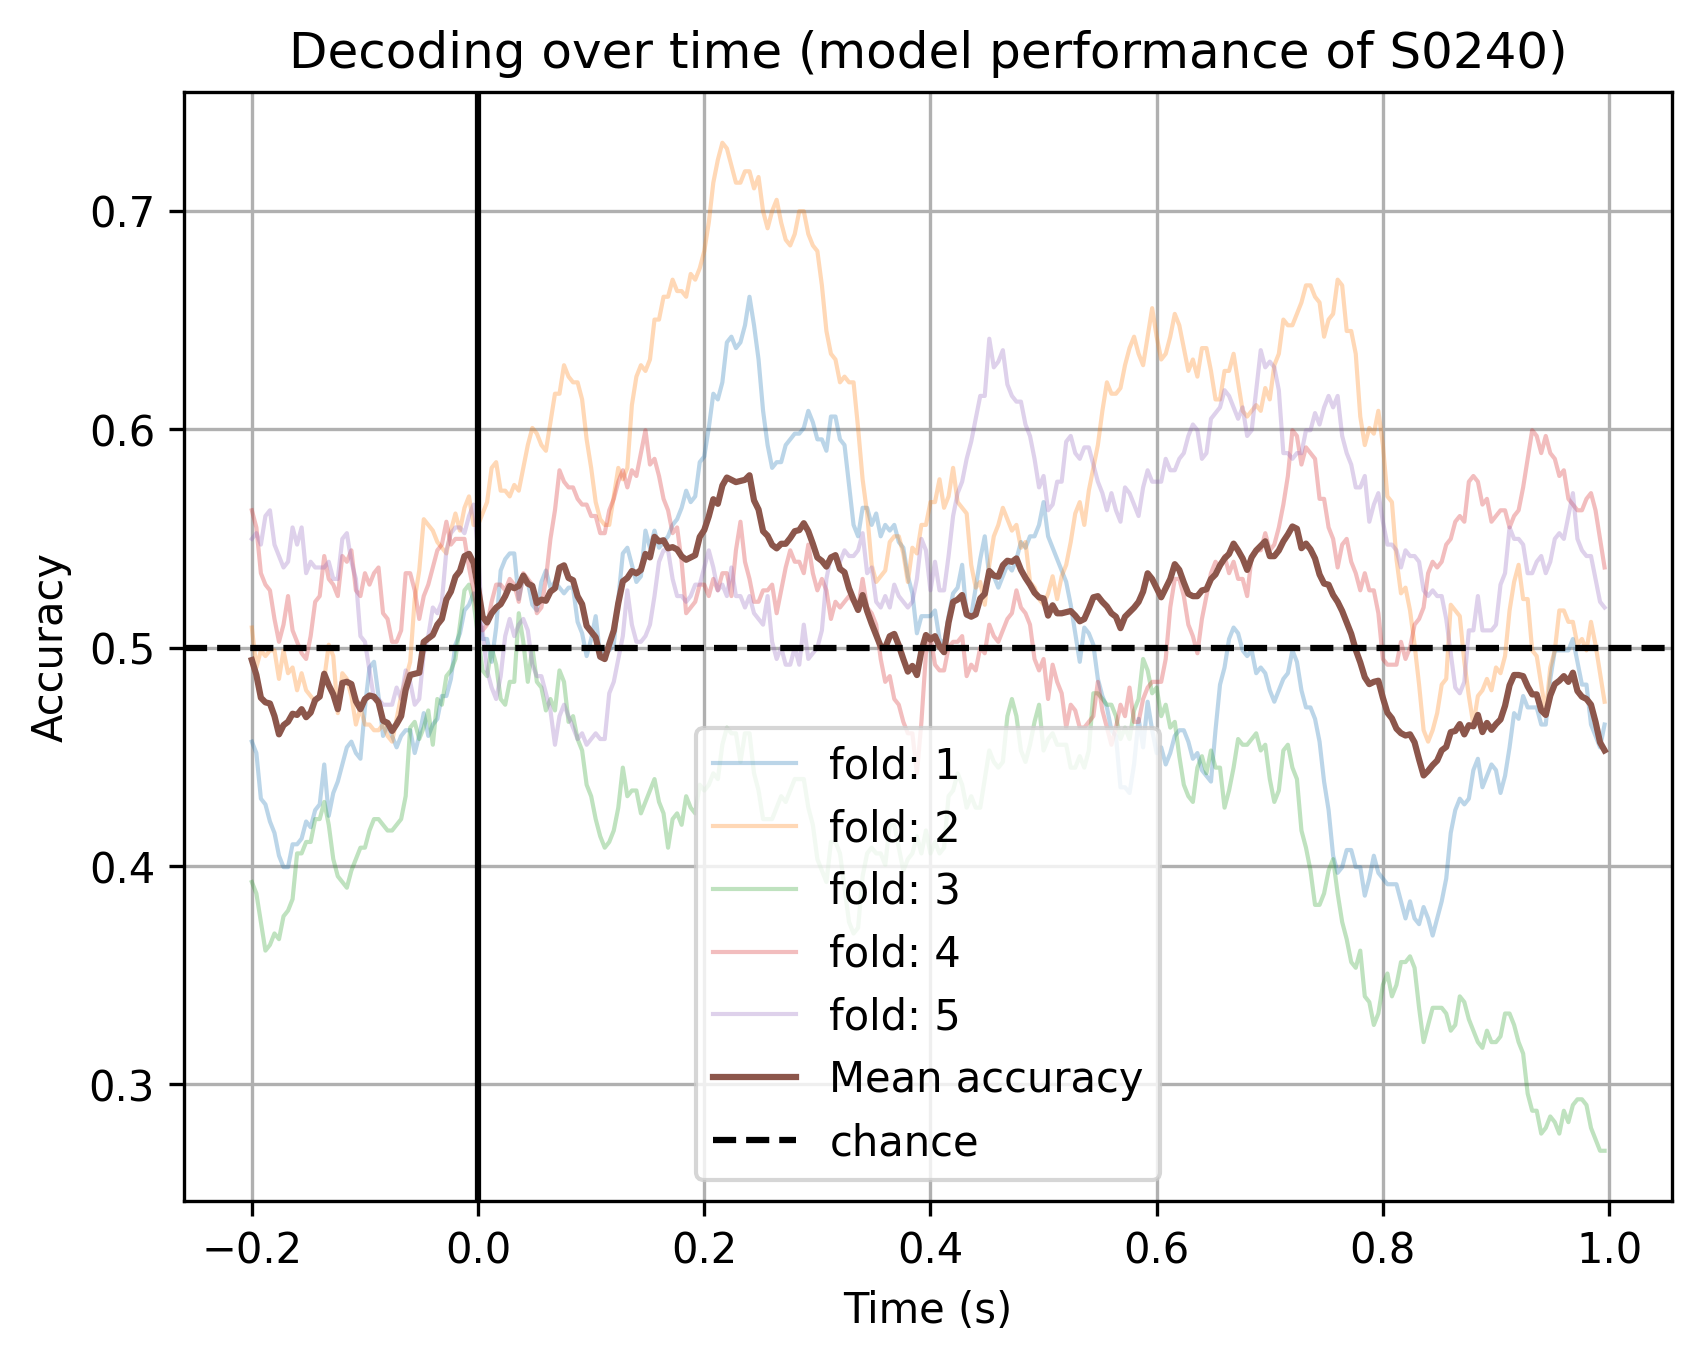 Decoding over time (model performance of S0240)
Accuracy
0.7
0.6
0.5
0.4
0.3
fold: 1
fold: 2
fold: 3
fold: 4
fold: 5
Mean accuracy
chance
−0.2 0.0 0.2 0.4 0.6 0.8 1.0
Time (s)